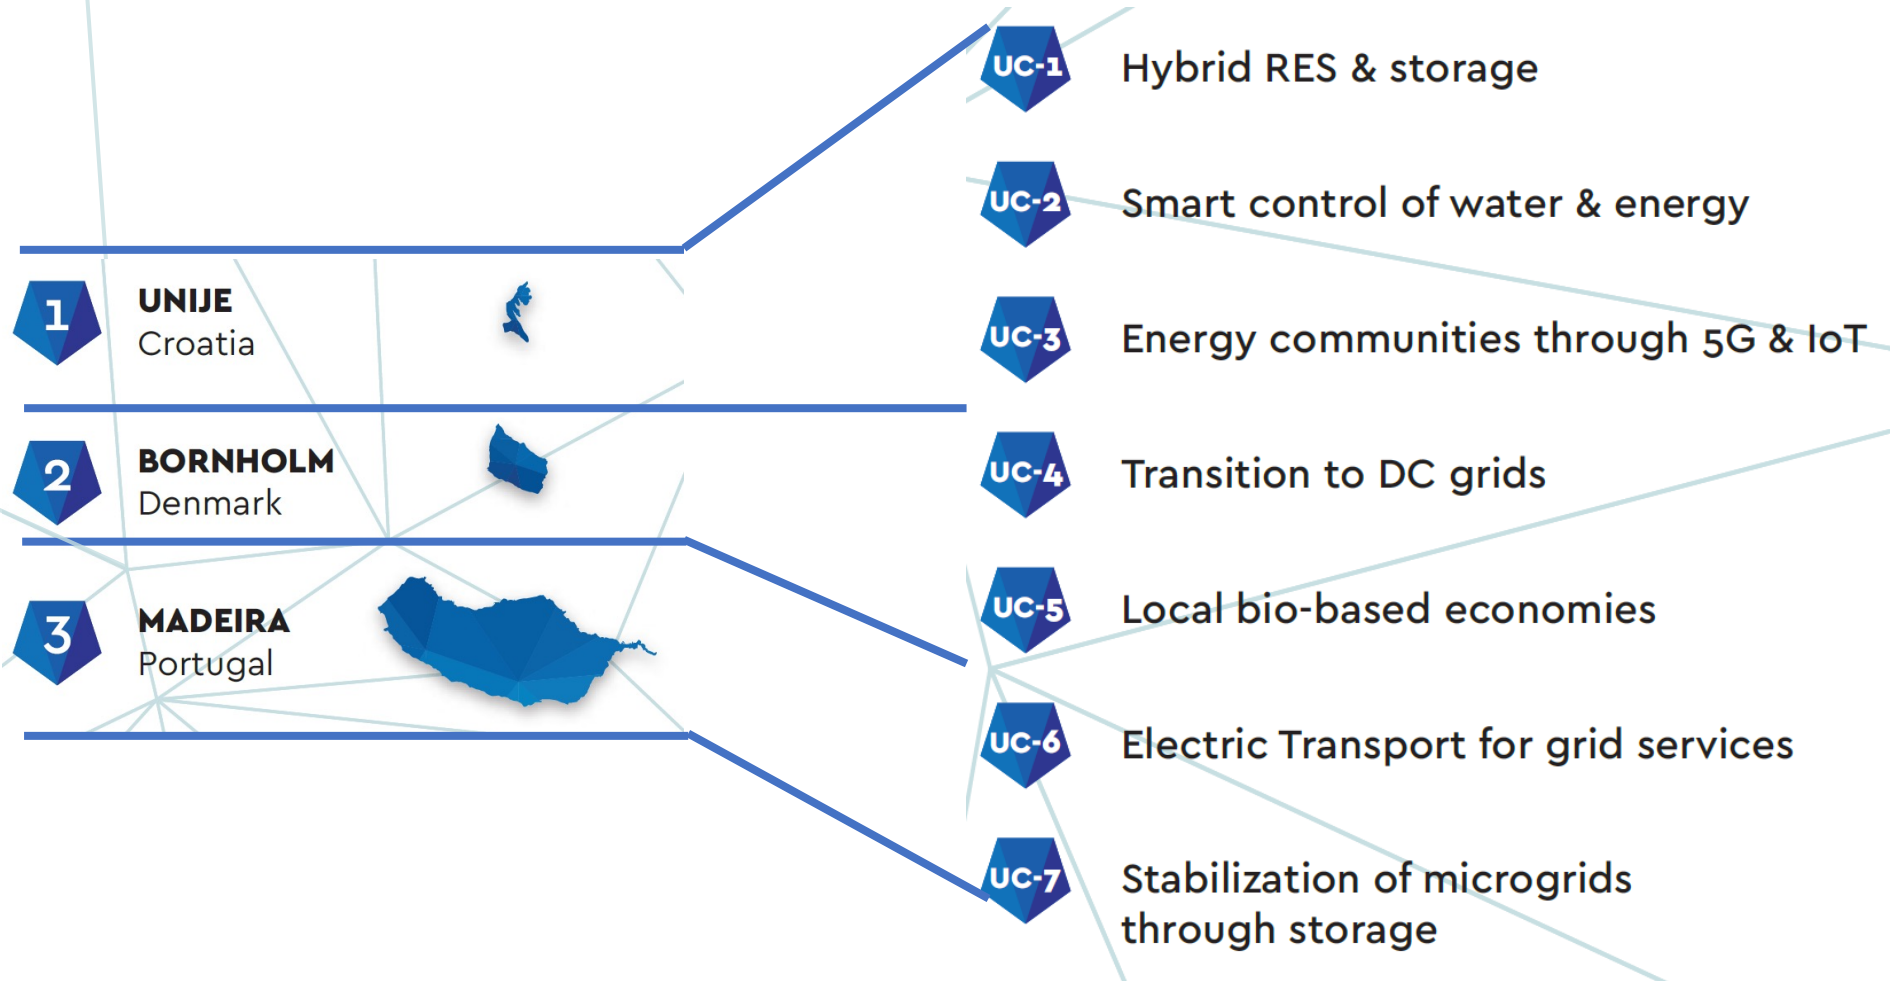 1
UNIJE
Croatia
2
BORNHOLM
Denmark
3
MADEIRA
Portugal
UC-1 Hybrid RES & storage
UC-2 Smart control of water & energy
UC-3 Energy communities through 5G & IoT
UC-4 Transition to DC grids
UC-5 Local bio-based economies
UC-6 Electric Transport for grid services
UC-7 Stabilization of microgrids
through storage